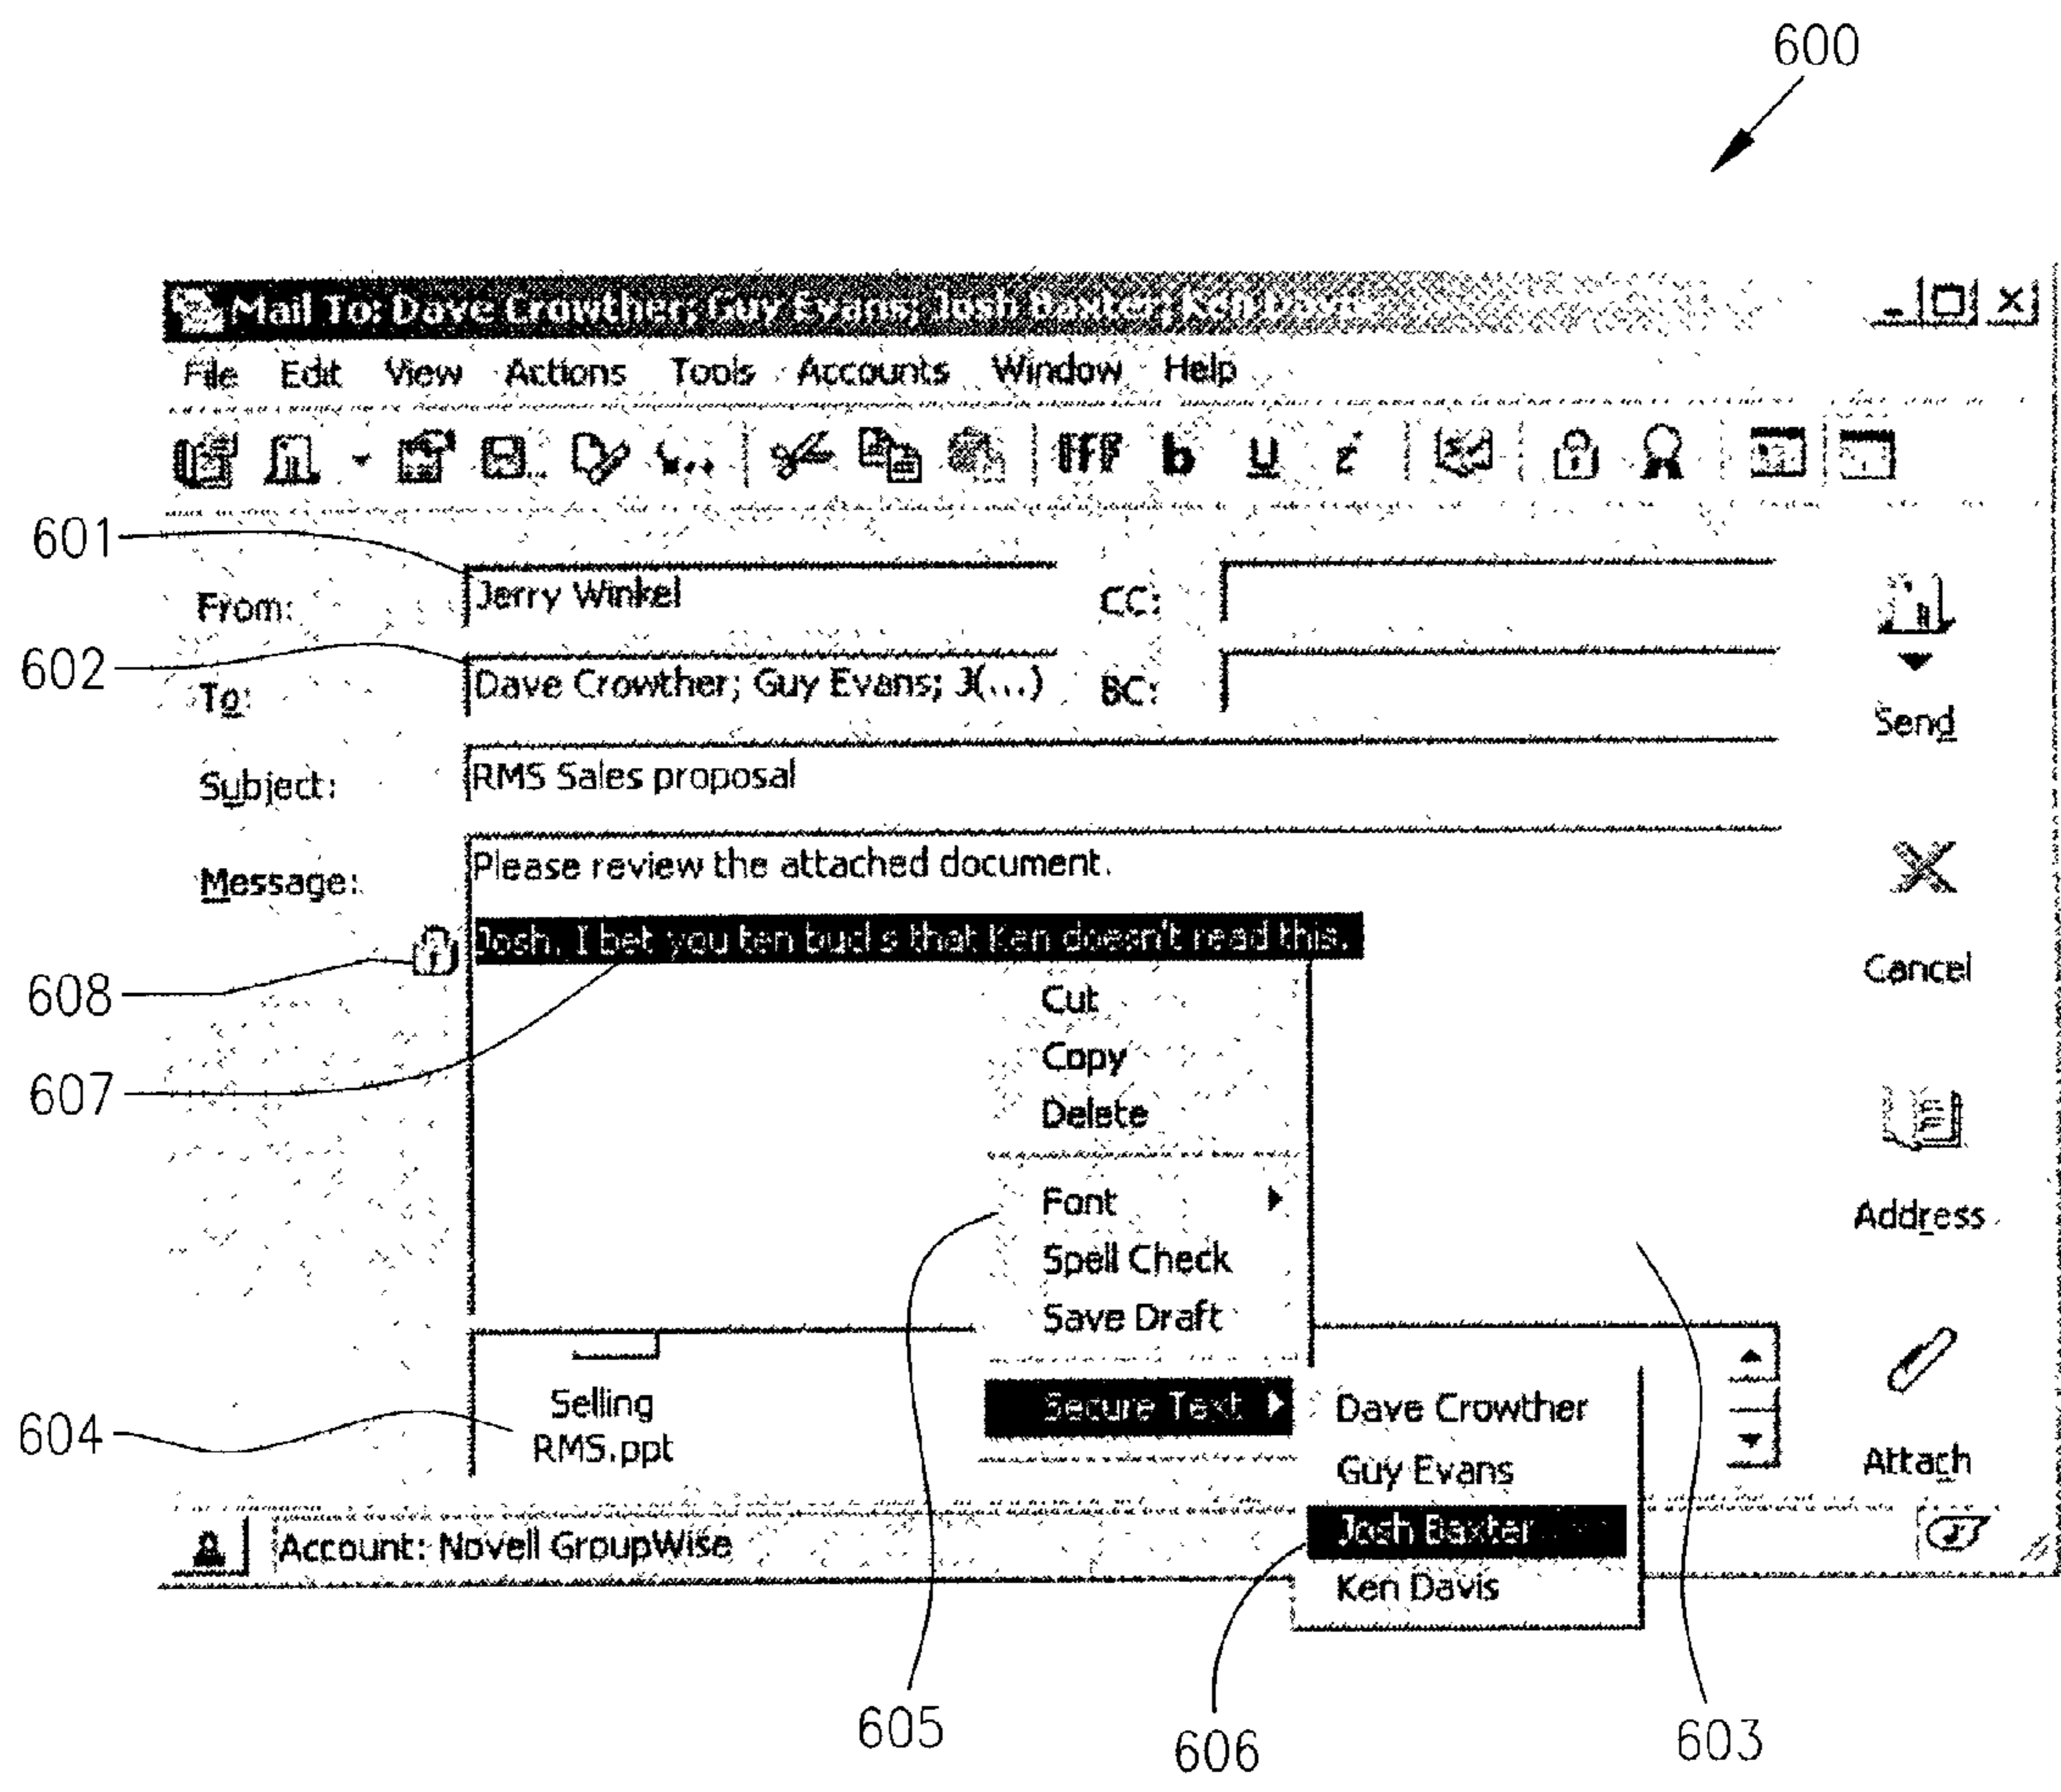 600
Mail To: Dave Crowther; Guy Evans; Josh Baxter; Ken Davis
File Edit View Actions Tools Accounts Window Help
b u i
601
From: Jerry Winkel CC:
602
To: Dave Crowther; Guy Evans; J(...) BC:
Send
Subject: RMS Sales proposal
Message: Please review the attached document.
Josh, I bet you ten bucks that Ken doesn't read this.
608
Cancel
Cut
607
Copy
Delete
Font
Address
Spell Check
Save Draft
604
Selling
RMS.ppt
Secure Text
Dave Crowther
Guy Evans
Josh Baxter
Ken Davis
Attach
Account: Novell GroupWise
605
606
603